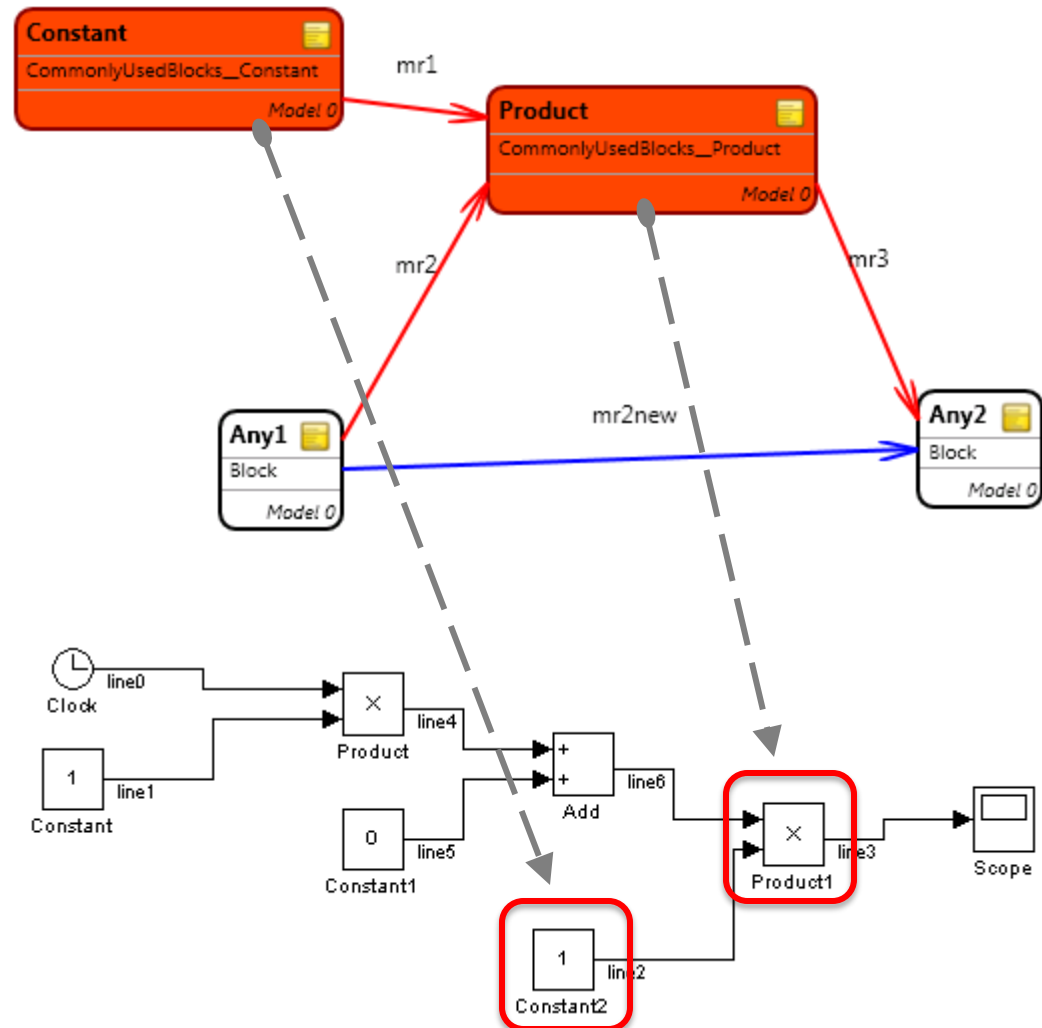 Constant
CommonlyUsedBlocks__Constant
Model 0
mr1
Product
CommonlyUsedBlocks__Product
Model 0
mr2
mr3
mr2new
Any1
Block
Model 0
Any2
Block
Model 0
line0
Clock
×
Product
line4
1
line1
Constant
+
+
Add
line6
0
line5
Constant1
×
line3
Product1
Scope
1
line2
Constant2